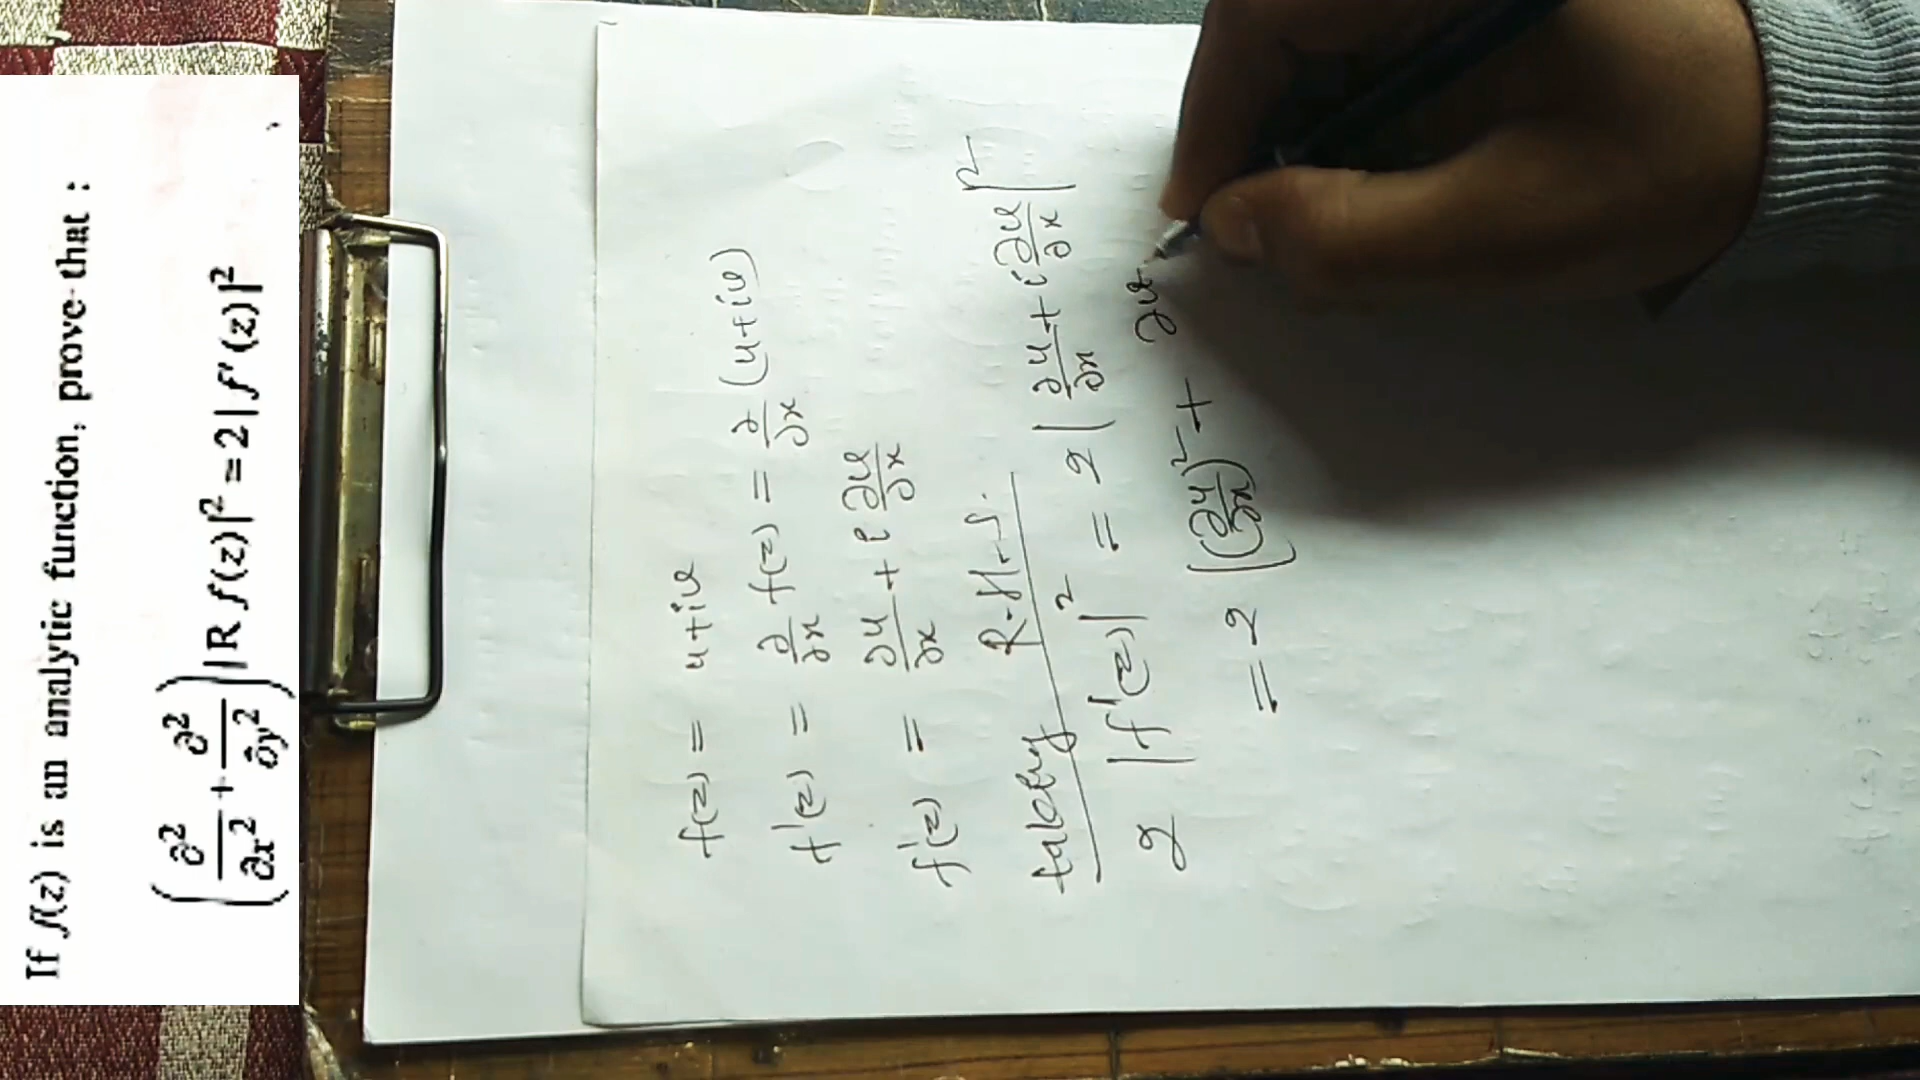 If f(z) is an analytic function, prove that :
(∂²/∂x² + ∂²/∂y²) |R f(z)|² = 2 | f′ (z) |²
f(z) = u+iv
f'(z) = ∂/∂x f(z) = ∂/∂x (u+iv)
f'(z) = ∂u/∂x + i ∂v/∂x
R.H.S.
2 |f'(z)|² = 2 | ∂u/∂x + i ∂v/∂x |²
= 2 [(∂u/∂x)² + ∂v